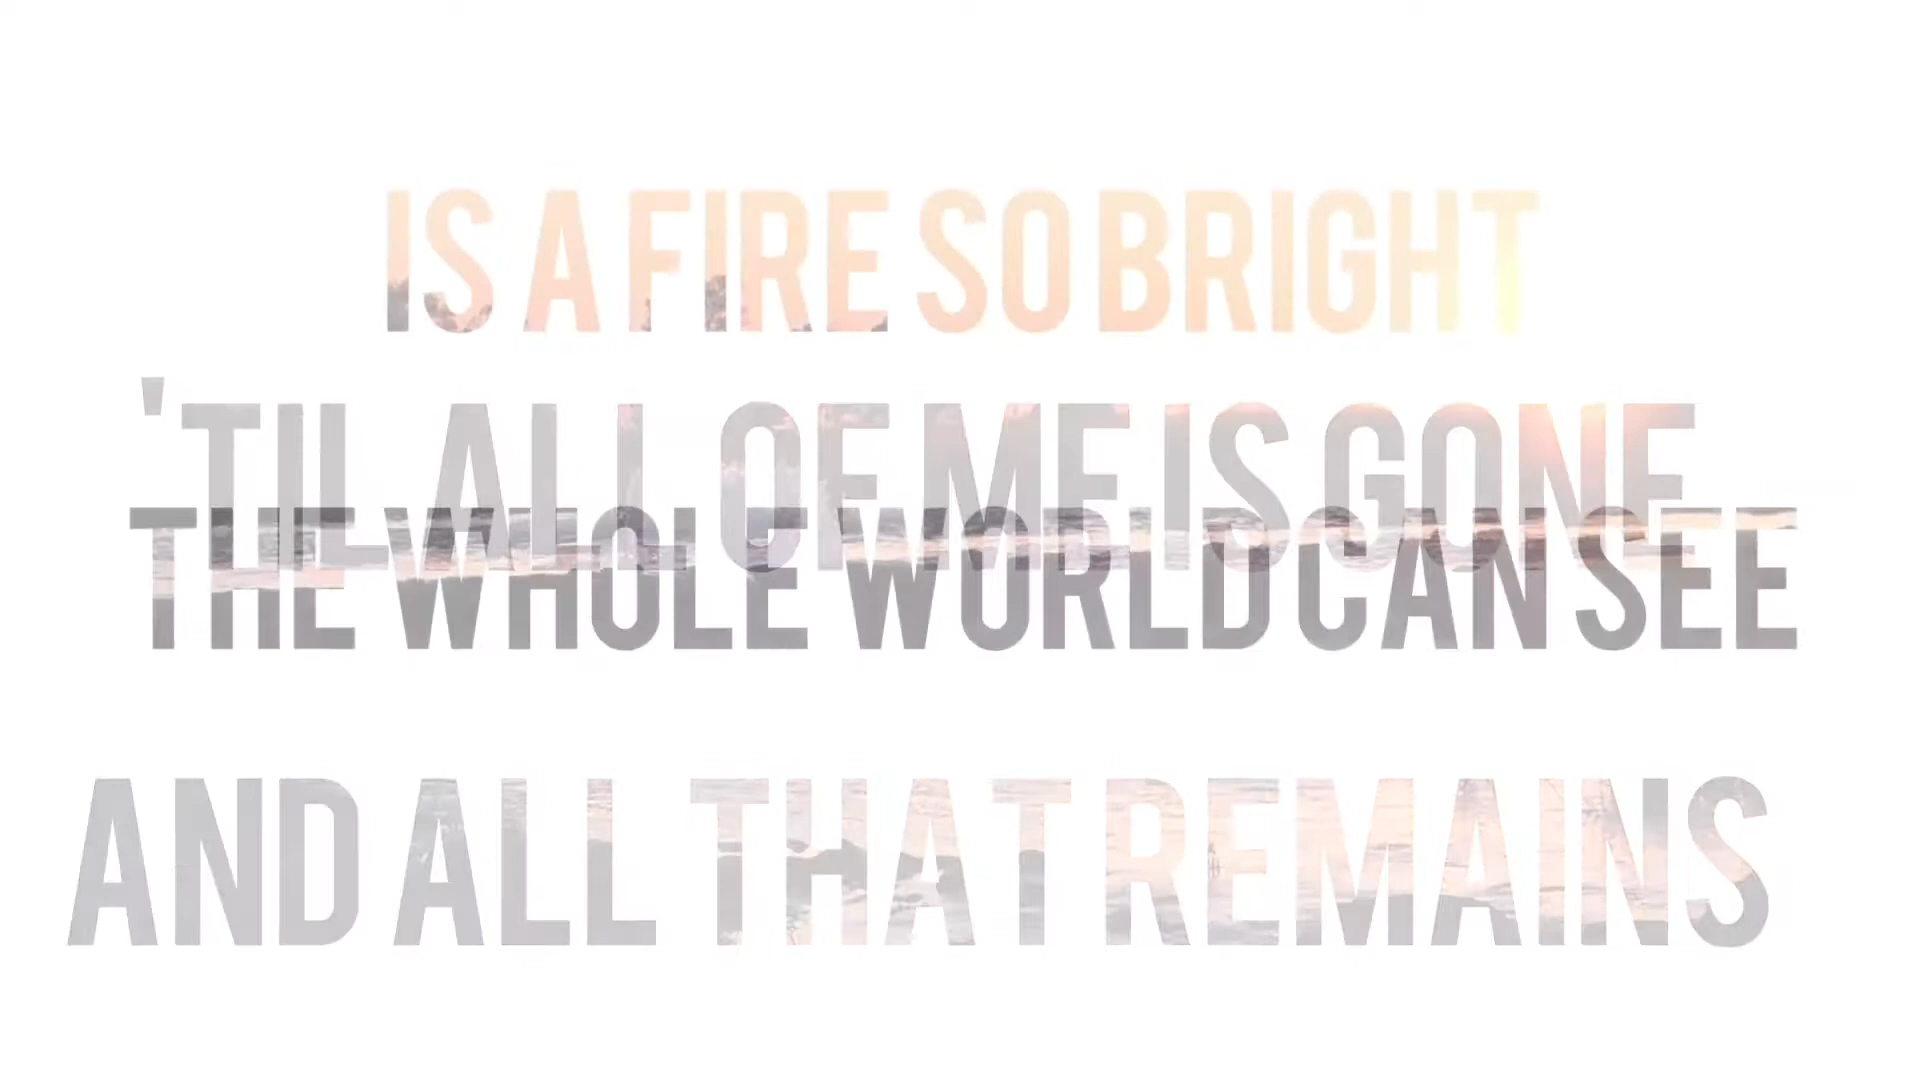 IS A FIRE SO BRIGHT
'TIL ALL OF ME IS GONE
THE WHOLE WORLD CAN SEE
AND ALL THAT REMAINS